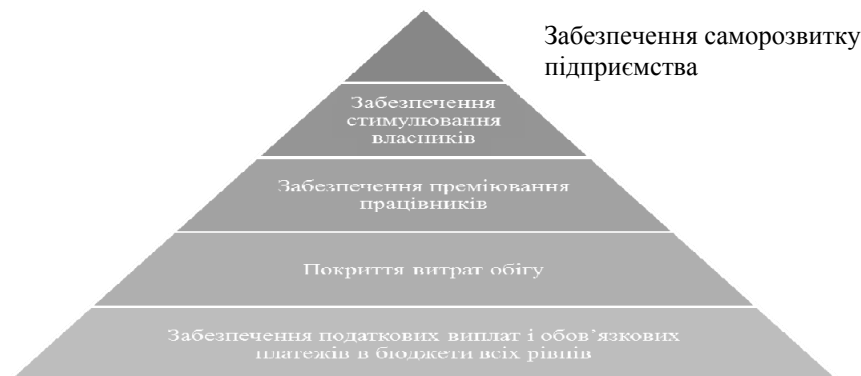 Забезпечення саморозвитку
підприємства
Забезпечення
стимулювання
власників
Забезпечення преміювання
працівників
Покриття витрат обігу
Забезпечення податкових виплат і обов’язкових
платежів в бюджети всіх рівнів